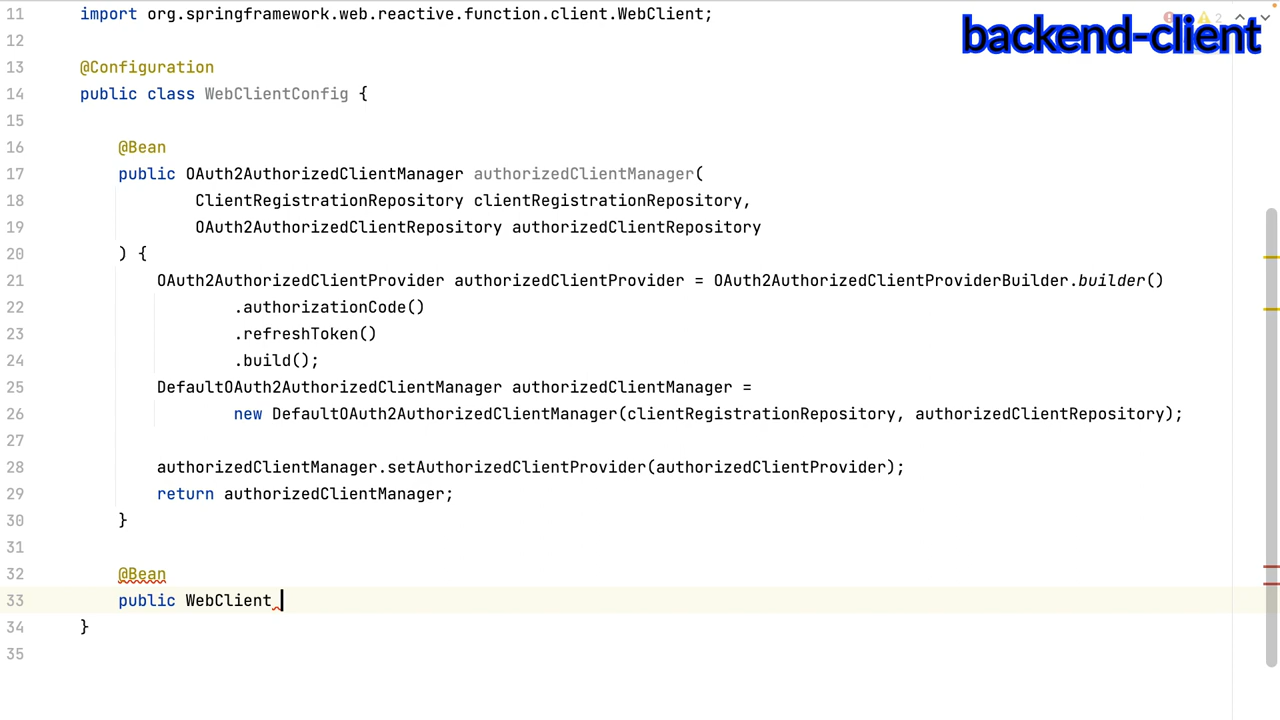 11 import org.springframework.web.reactive.function.client.WebClient;
2
backend-client
12
13 @Configuration
14 public class WebClientConfig {
15
16 @Bean
17 public OAuth2AuthorizedClientManager authorizedClientManager(
18 ClientRegistrationRepository clientRegistrationRepository,
19 OAuth2AuthorizedClientRepository authorizedClientRepository
20 ) {
21 OAuth2AuthorizedClientProvider authorizedClientProvider = OAuth2AuthorizedClientProviderBuilder.builder()
22 .authorizationCode()
23 .refreshToken()
24 .build();
25 DefaultOAuth2AuthorizedClientManager authorizedClientManager =
26 new DefaultOAuth2AuthorizedClientManager(clientRegistrationRepository, authorizedClientRepository);
27
28 authorizedClientManager.setAuthorizedClientProvider(authorizedClientProvider);
29 return authorizedClientManager;
30 }
31
32 @Bean
33 public WebClient
34 }
35